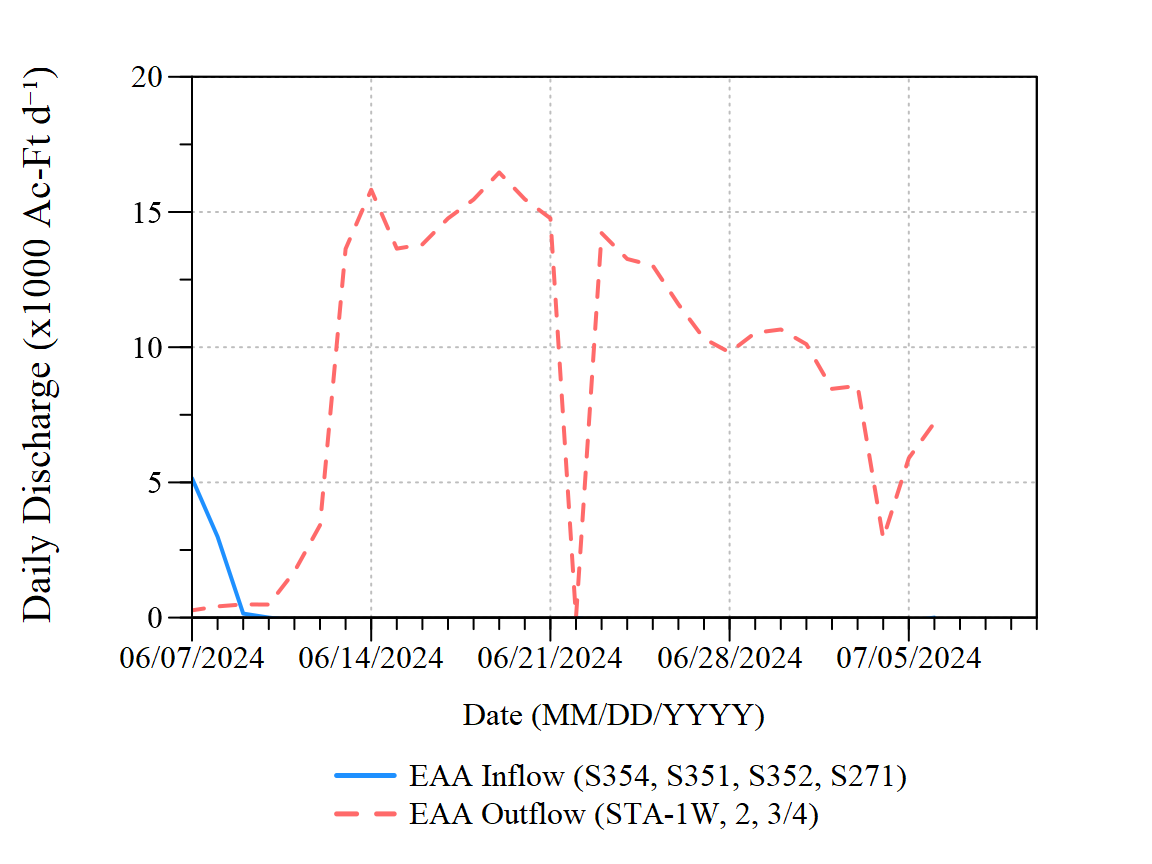 Daily Discharge (x1000 Ac-Ft d⁻¹)
20
15
10
5
0
06/07/2024 06/14/2024 06/21/2024 06/28/2024 07/05/2024
Date (MM/DD/YYYY)
EAA Inflow (S354, S351, S352, S271)
EAA Outflow (STA-1W, 2, 3/4)